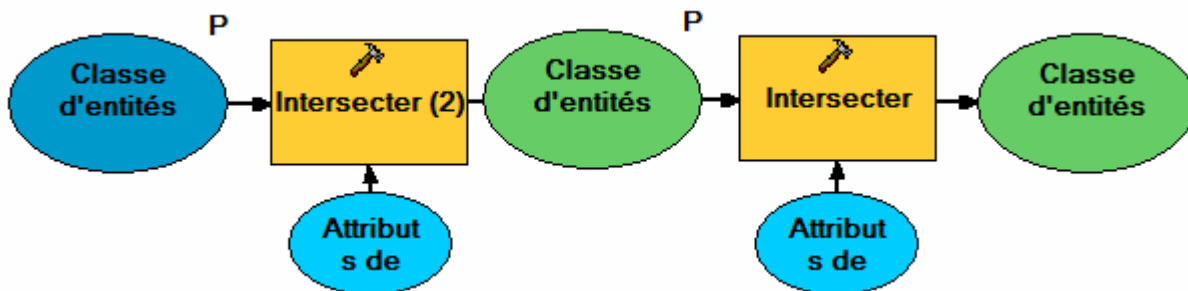 P
Classe
d'entités
Intersecter (2)
Attribut
s de
Classe
d'entités
P
Intersecter
Attribut
s de
Classe
d'entités